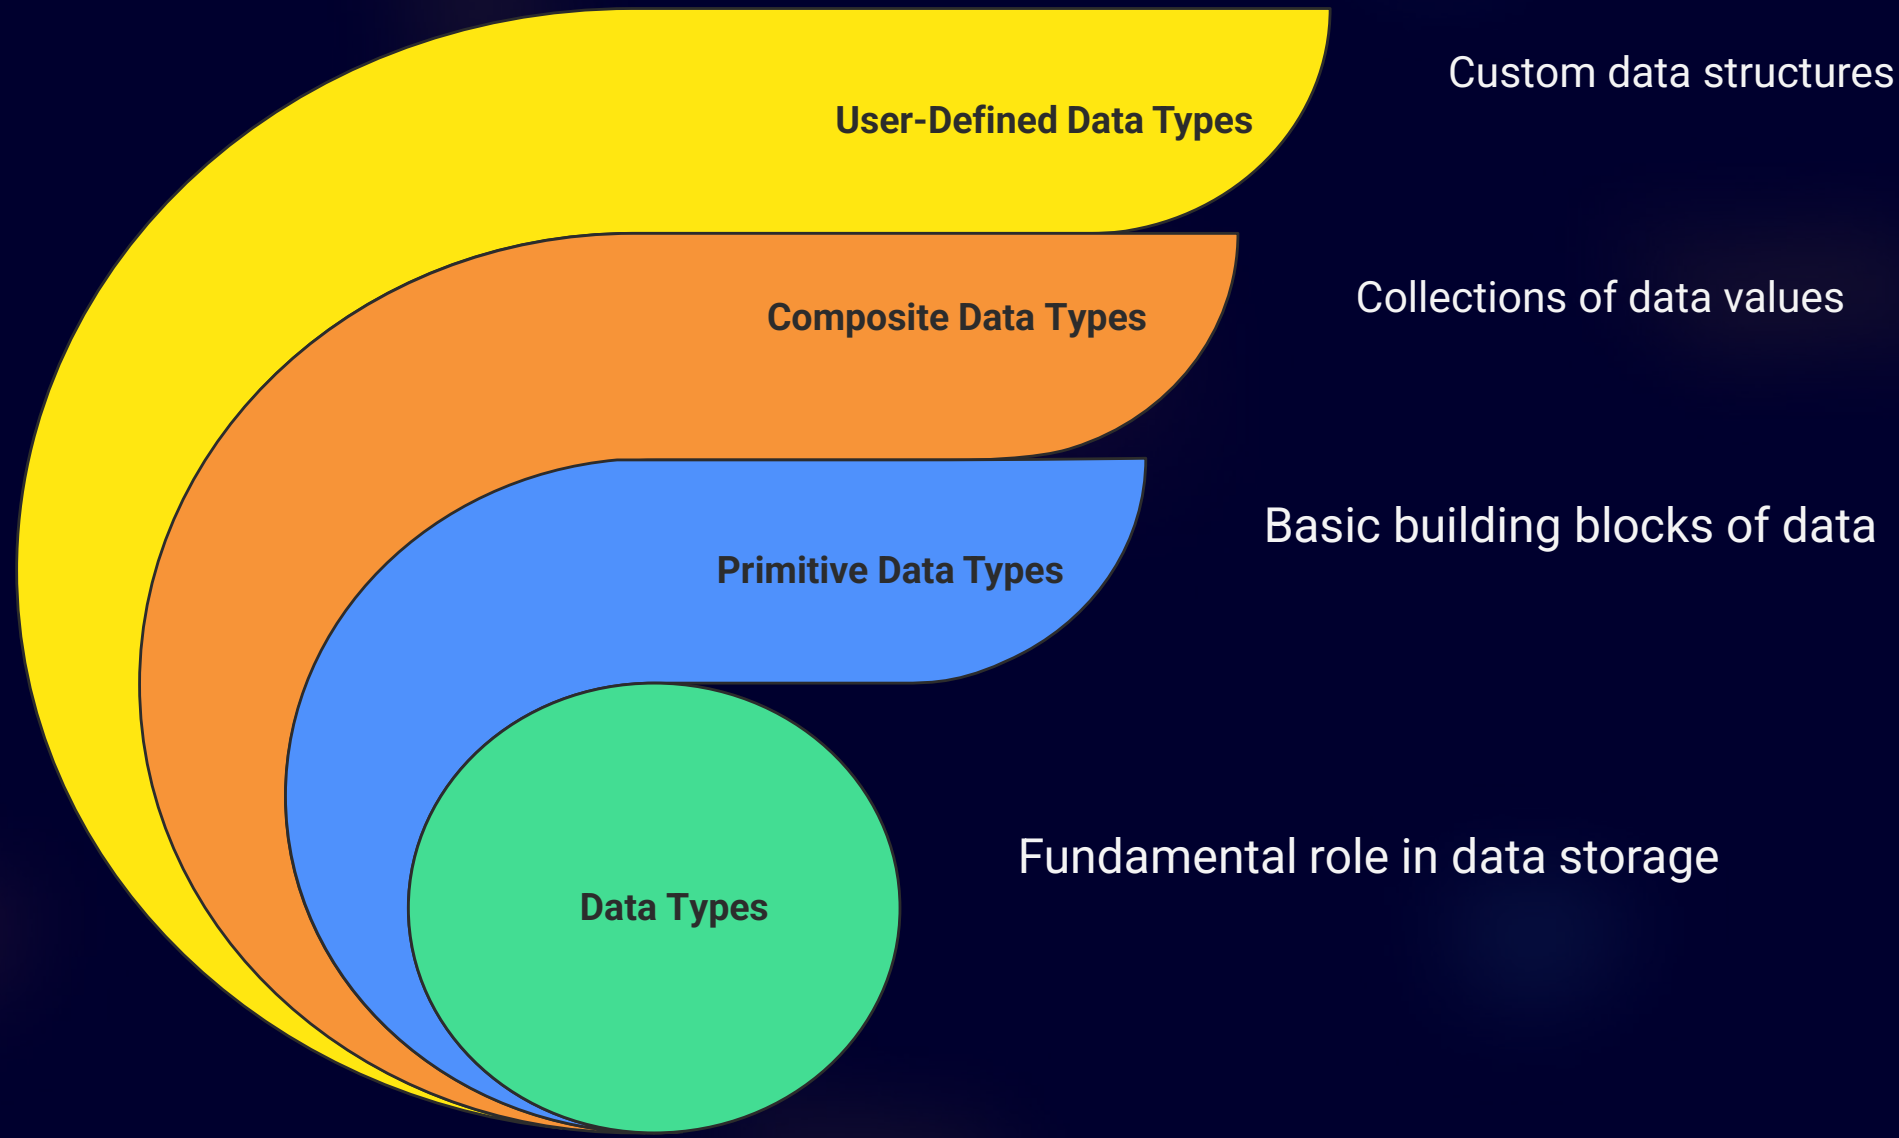 Custom data structures
User-Defined Data Types
Collections of data values
Composite Data Types
Basic building blocks of data
Primitive Data Types
Fundamental role in data storage
Data Types